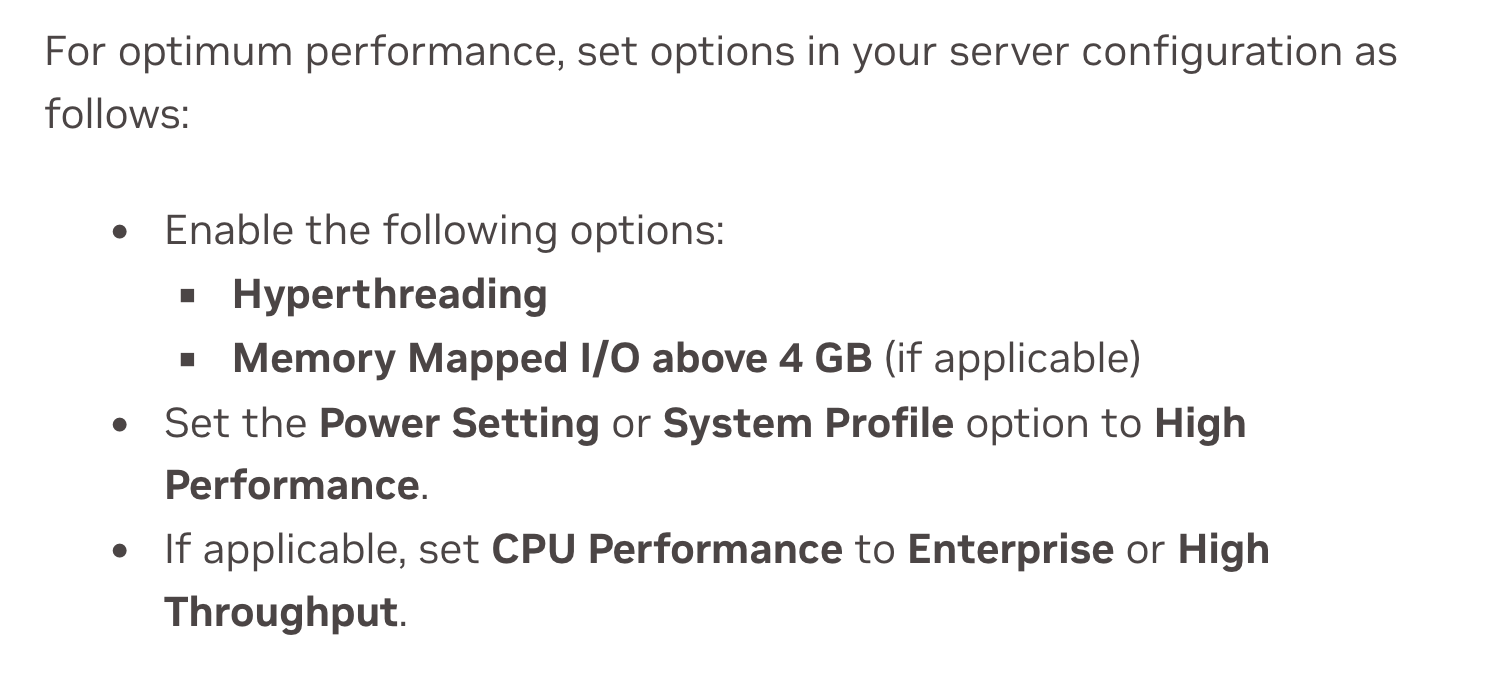 For optimum performance, set options in your server configuration as
follows:
• Enable the following options:
▪ Hyperthreading
▪ Memory Mapped I/O above 4 GB (if applicable)
• Set the Power Setting or System Profile option to High
Performance.
• If applicable, set CPU Performance to Enterprise or High
Throughput.